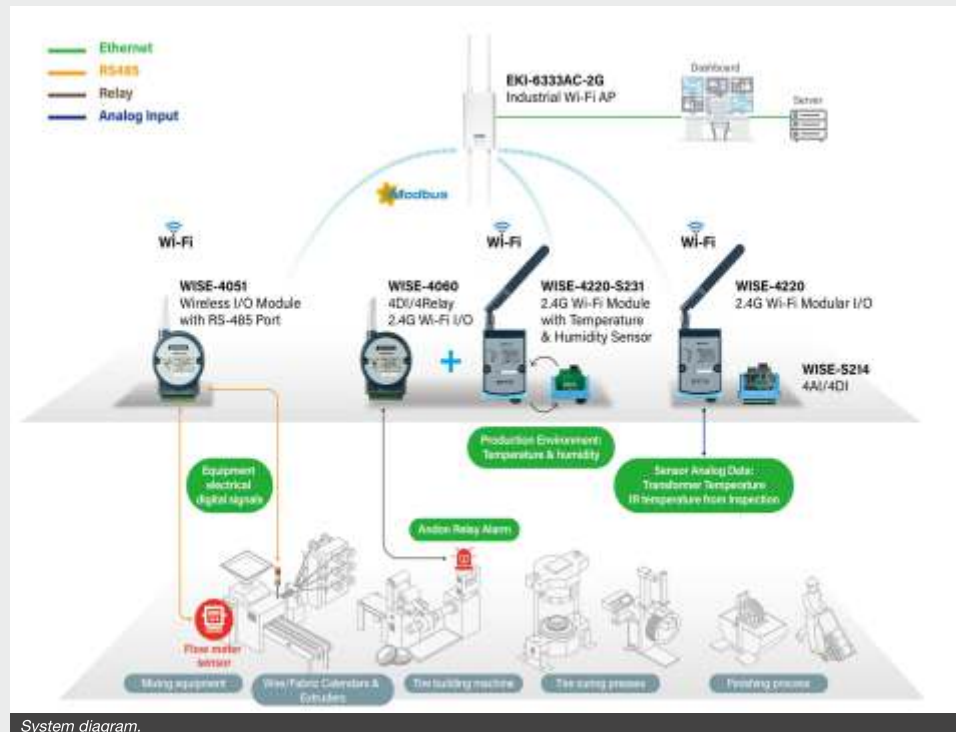 Ethernet
RS485
Relay
Analog Input
EKI-6333AC-2G
Industrial Wi-Fi AP
Dashboard
Server
Modbus
Wi-Fi
Wi-Fi
Wi-Fi
WISE-4051
Wireless I/O Module
with RS-485 Port
WISE-4060
4DI/4Relay
2.4G Wi-Fi I/O
WISE-4220-S231
2.4G Wi-Fi Module
with Temperature
& Humidity Sensor
WISE-4220
2.4G Wi-Fi Modular I/O
WISE-S214
4AI/4DI
Equipment
electrical
digital signals
Production Environment:
Temperature & humidity
Sensor Analog Data:
Transformer Temperature
IR temperature from Inspection
Andon Relay Alarm
Flow meter
sensor
Mixing equipment
Wire/Fabric Calendars &
Extruders
Tire building machine
Tire curing presses
Finishing process
System diagram.